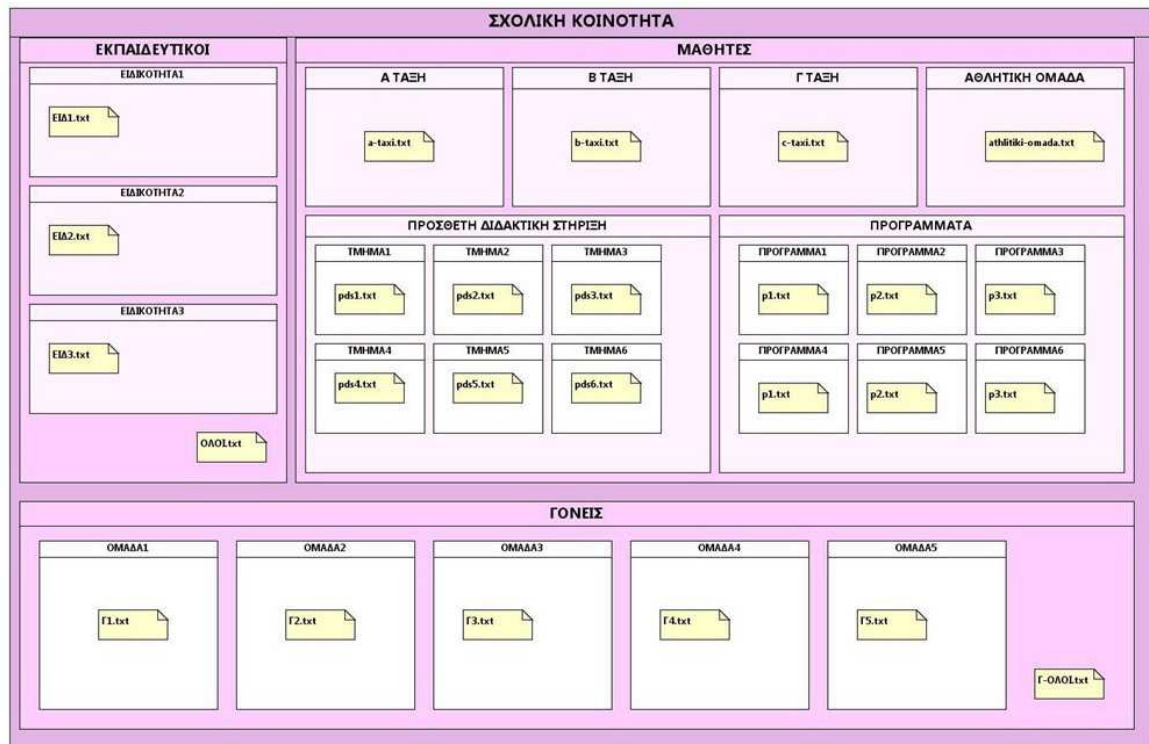 ΣΧΟΛΙΚΗ ΚΟΙΝΟΤΗΤΑ
ΕΚΠΑΙΔΕΥΤΙΚΟΙ
ΕΙΔΙΚΟΤΗΤΑ1
ΕΙΔ1.txt
ΕΙΔΙΚΟΤΗΤΑ2
ΕΙΔ2.txt
ΕΙΔΙΚΟΤΗΤΑ3
ΕΙΔ3.txt
ΟΛΟΙ.txt
ΜΑΘΗΤΕΣ
Α ΤΑΞΗ
a-taxi.txt
Β ΤΑΞΗ
b-taxi.txt
Γ ΤΑΞΗ
c-taxi.txt
ΑΘΛΗΤΙΚΗ ΟΜΑΔΑ
athlitiki-omada.txt
ΠΡΟΣΘΕΤΗ ΔΙΔΑΚΤΙΚΗ ΣΤΗΡΙΞΗ
ΤΜΗΜΑ1
pds1.txt
ΤΜΗΜΑ2
pds2.txt
ΤΜΗΜΑ3
pds3.txt
ΤΜΗΜΑ4
pds4.txt
ΤΜΗΜΑ5
pds5.txt
ΤΜΗΜΑ6
pds6.txt
ΠΡΟΓΡΑΜΜΑΤΑ
ΠΡΟΓΡΑΜΜΑ1
p1.txt
ΠΡΟΓΡΑΜΜΑ2
p2.txt
ΠΡΟΓΡΑΜΜΑ3
p3.txt
ΠΡΟΓΡΑΜΜΑ4
p1.txt
ΠΡΟΓΡΑΜΜΑ5
p2.txt
ΠΡΟΓΡΑΜΜΑ6
p3.txt
ΓΟΝΕΙΣ
ΟΜΑΔΑ1
Γ1.txt
ΟΜΑΔΑ2
Γ2.txt
ΟΜΑΔΑ3
Γ3.txt
ΟΜΑΔΑ4
Γ4.txt
ΟΜΑΔΑ5
Γ5.txt
Γ-ΟΛΟΙ.txt